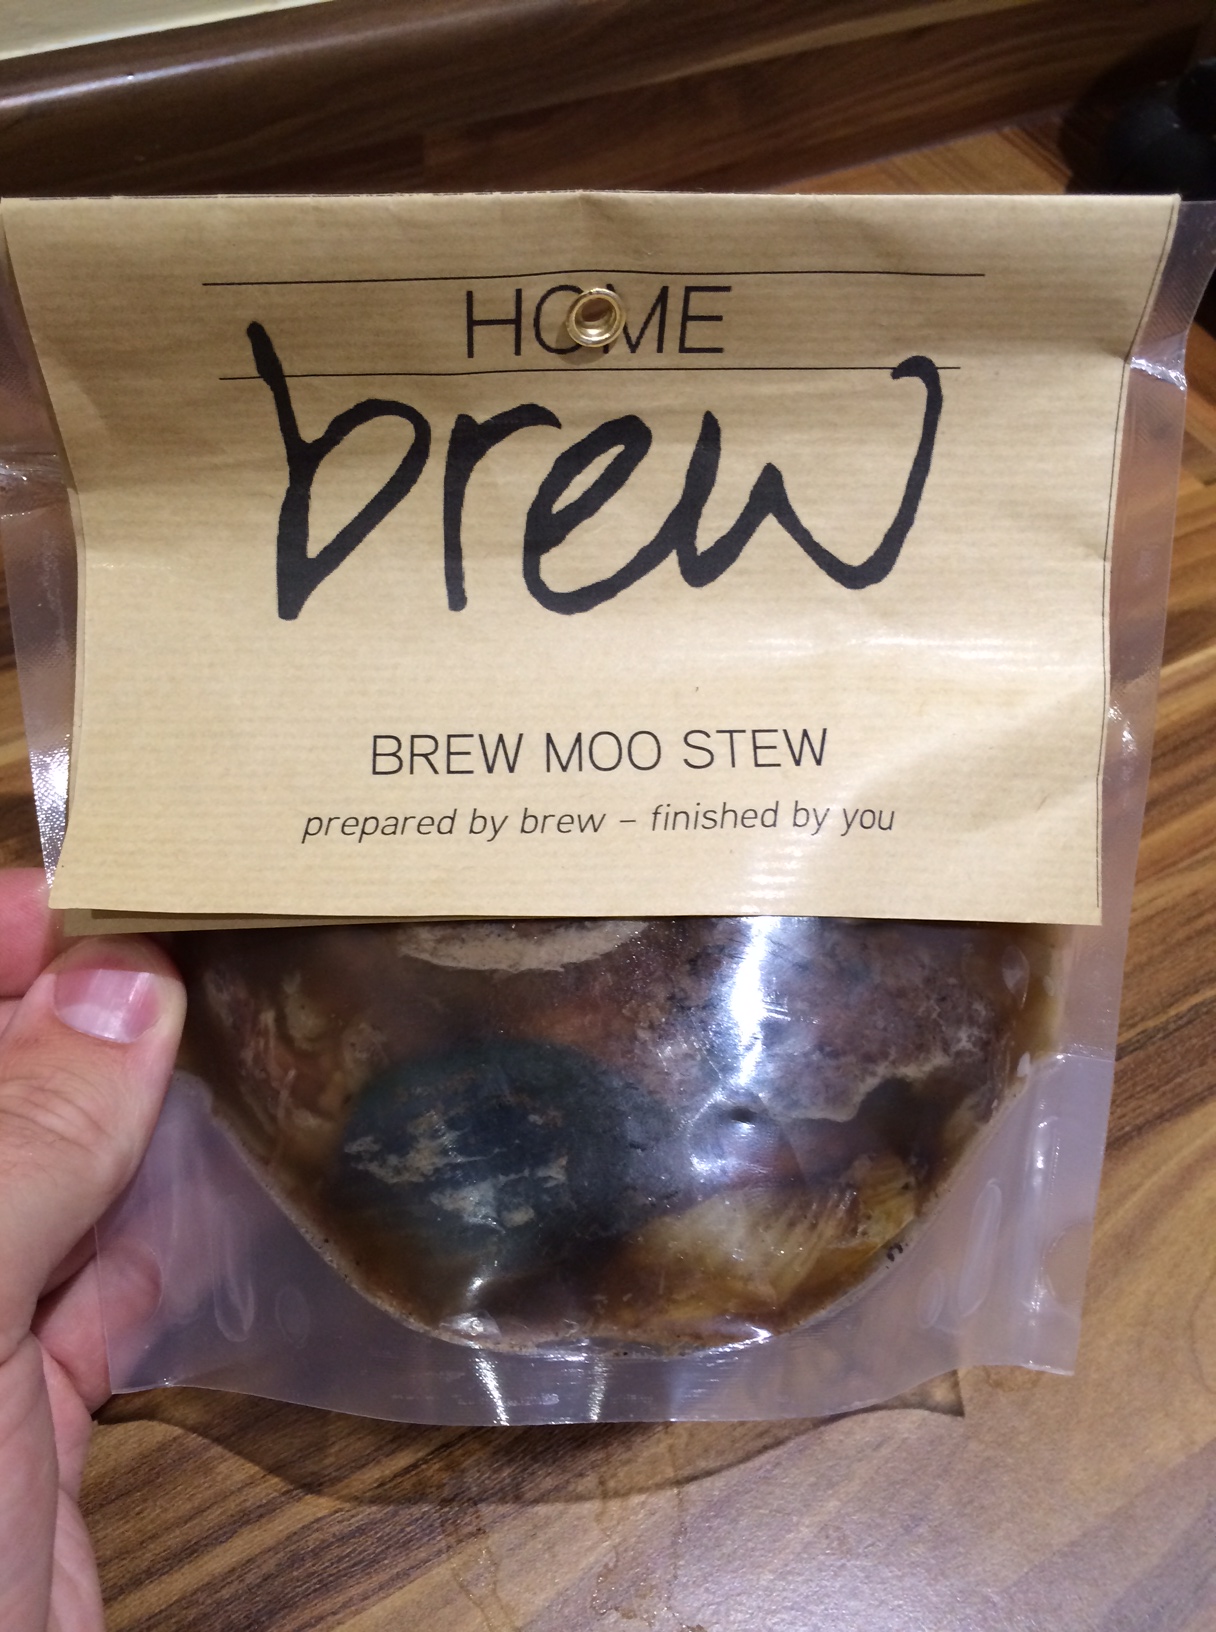 HOME
brew
BREW MOO STEW
prepared by brew – finished by you